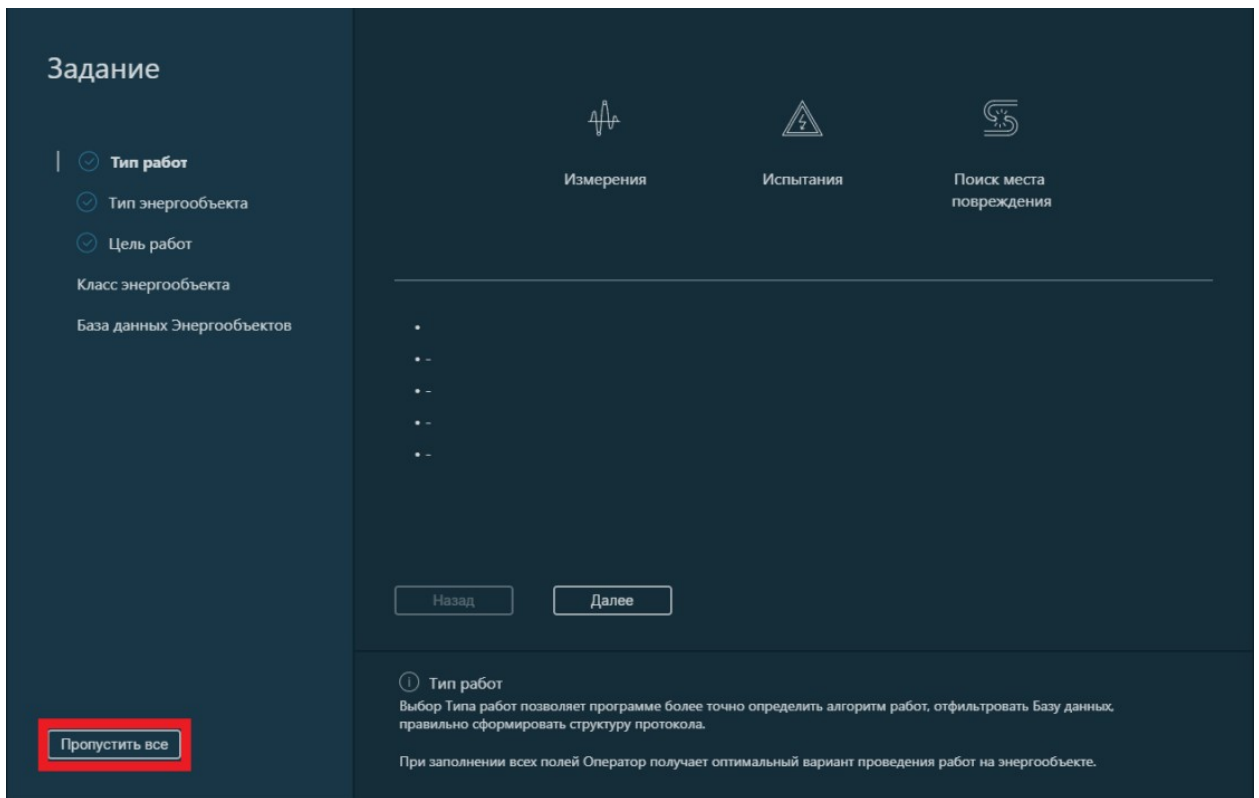 Задание
Тип работ
Тип энергообъекта
Цель работ
Класс энергообъекта
База данных Энергообъектов
Пропустить все
Измерения
Испытания
Поиск места
повреждения
•
• -
• -
• -
• -
Назад
Далее
Тип работ
Выбор Типа работ позволяет программе более точно определить алгоритм работ, отфильтровать Базу данных,
правильно сформировать структуру протокола.
При заполнении всех полей Оператор получает оптимальный вариант проведения работ на энергообъекте.